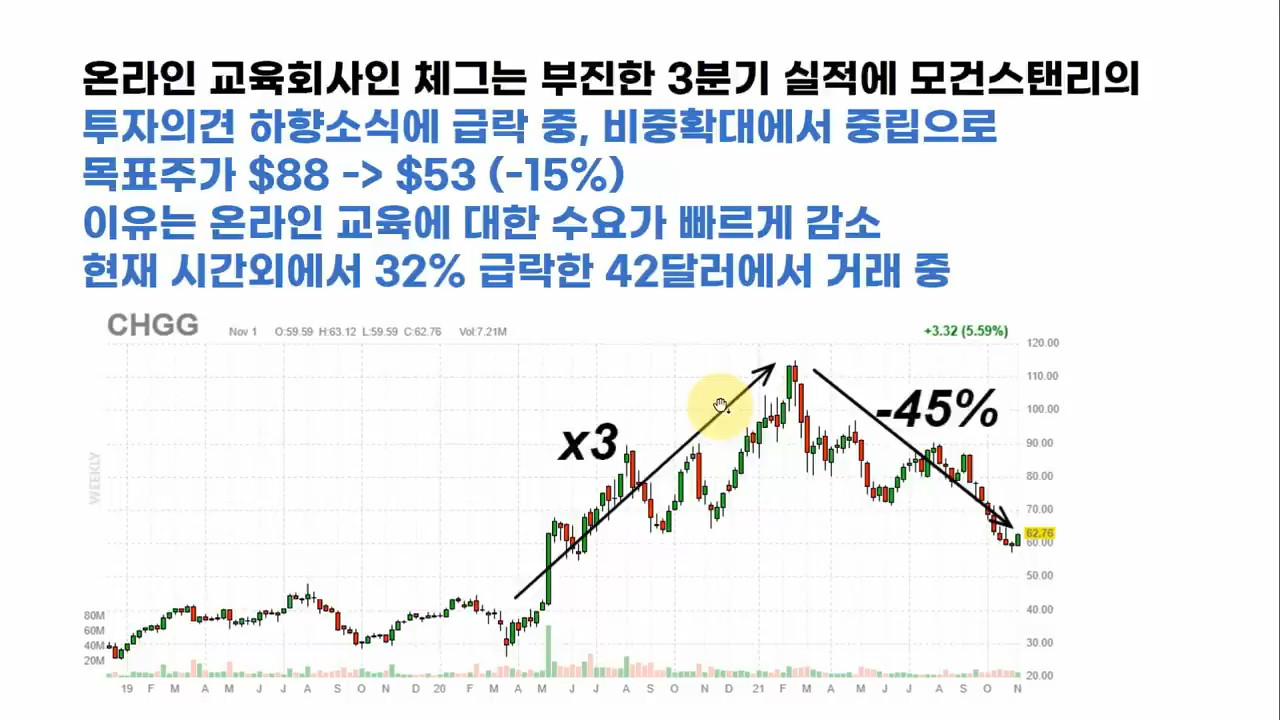 온라인 교육회사인 체그는 부진한 3분기 실적에 모건스탠리의
투자의견 하향소식에 급락 중, 비중확대에서 중립으로
목표주가 $88 -> $53 (-15%)
이유는 온라인 교육에 대한 수요가 빠르게 감소
현재 시간외에서 32% 급락한 42달러에서 거래 중
CHGG Nov 1 O:59.59 H:63.12 L:59.59 C:62.76 Vol:7.21M +3.32 (5.59%)
120.00
110.00
-45%
100.00
x3
90.00
WEEKLY
80.00
70.00
62.76
60.00
50.00
80M 40.00
60M
40M 30.00
20M
20.00
19 F M A M J J A S O N D 20 F M A M J J A S O N D 21 F M A M J J A S O N